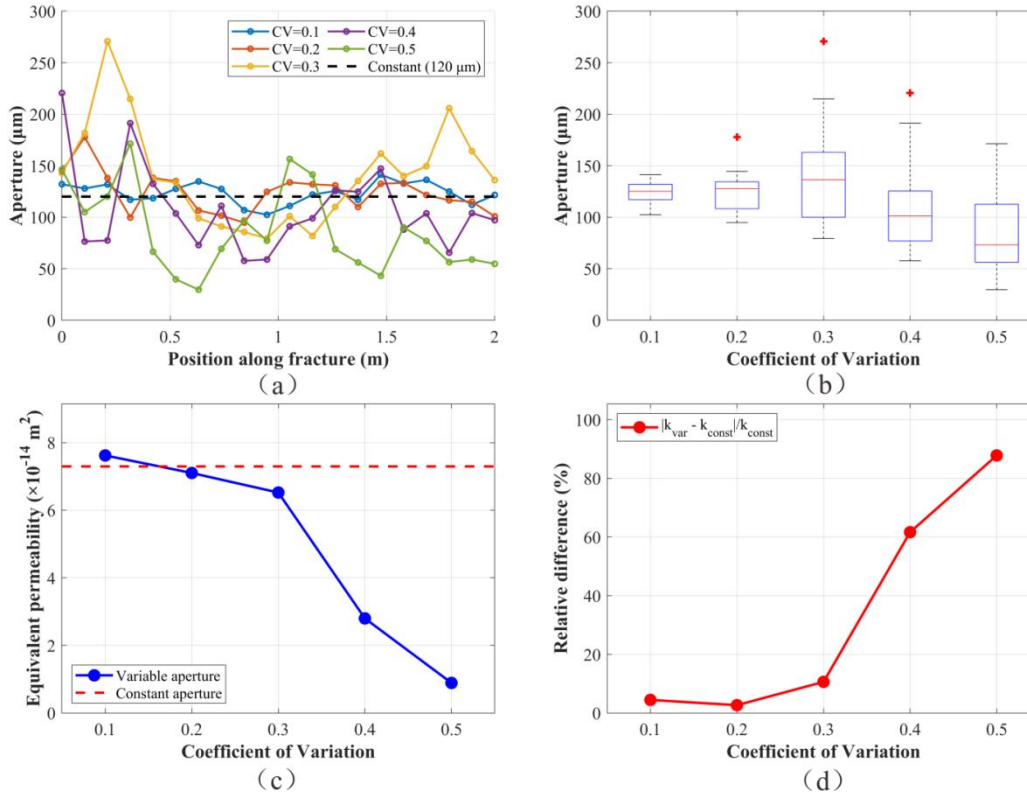 300
250
200
150
100
50
0
Aperture (μm)
CV=0.1
CV=0.2
CV=0.3
CV=0.4
CV=0.5
Constant (120 μm)
0 0.5 1 1.5 2
Position along fracture (m)
(a)
300
250
200
150
100
50
0
Aperture (μm)
0.1 0.2 0.3 0.4 0.5
Coefficient of Variation
(b)
8
6
4
2
0
Equivalent permeability (×10⁻¹⁴ m²)
Variable aperture
Constant aperture
0.1 0.2 0.3 0.4 0.5
Coefficient of Variation
(c)
100
80
60
40
20
0
Relative difference (%)
|k_var - k_const|/k_const
0.1 0.2 0.3 0.4 0.5
Coefficient of Variation
(d)